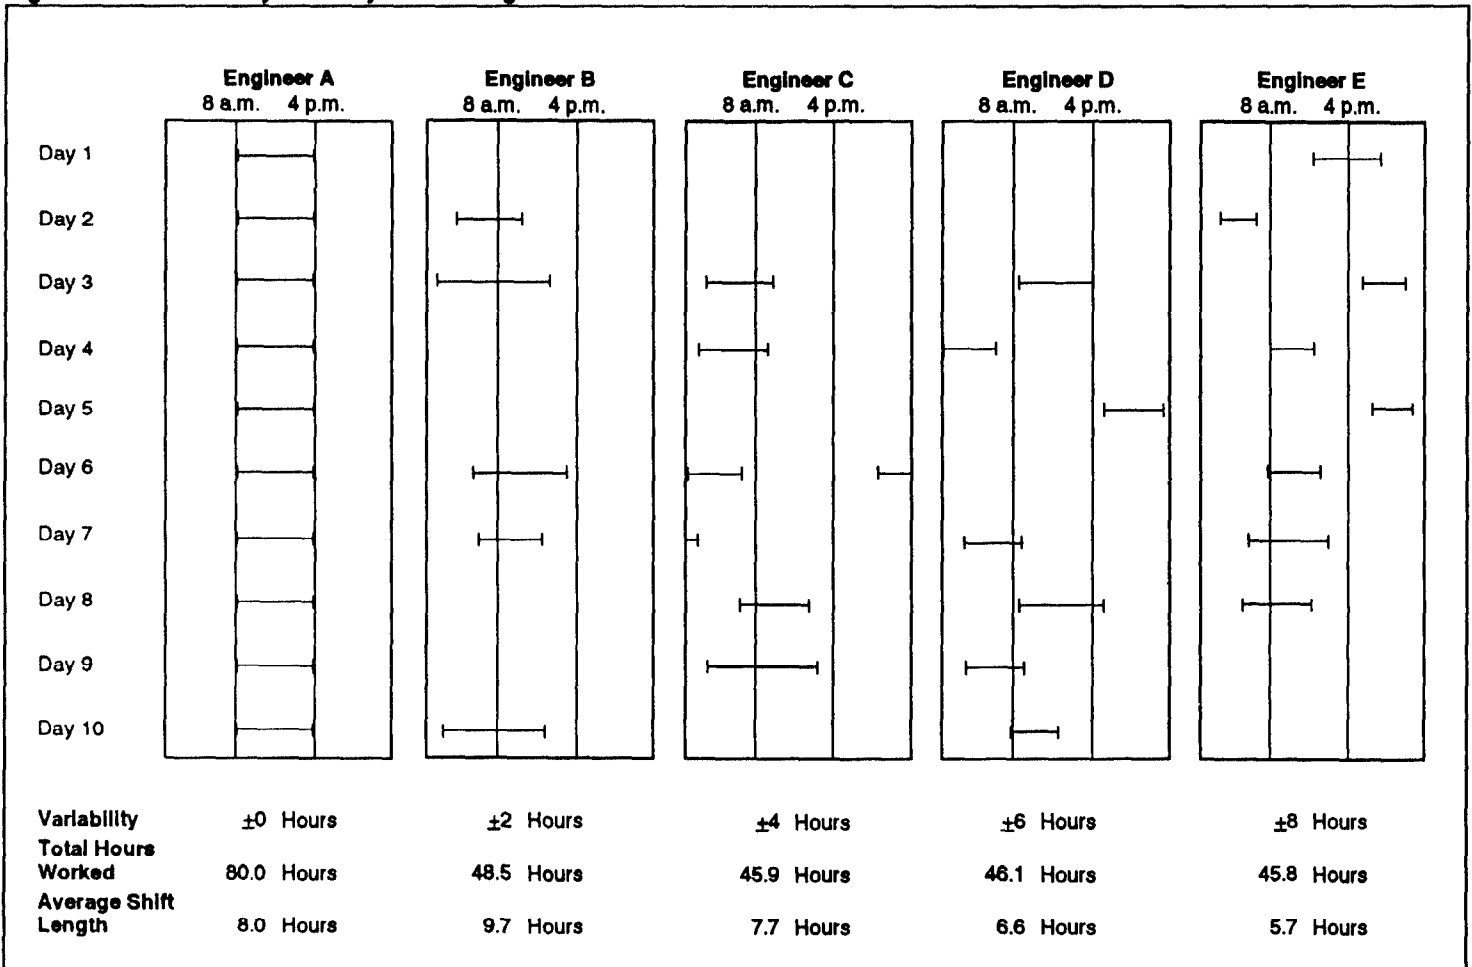 Engineer A Engineer B Engineer C Engineer D Engineer E
8 a.m. 4 p.m. 8 a.m. 4 p.m. 8 a.m. 4 p.m. 8 a.m. 4 p.m. 8 a.m. 4 p.m.
Day 1
Day 2
Day 3
Day 4
Day 5
Day 6
Day 7
Day 8
Day 9
Day 10
Variability ±0 Hours ±2 Hours ±4 Hours ±6 Hours ±8 Hours
Total Hours
Worked 80.0 Hours 48.5 Hours 45.9 Hours 46.1 Hours 45.8 Hours
Average Shift
Length 8.0 Hours 9.7 Hours 7.7 Hours 6.6 Hours 5.7 Hours